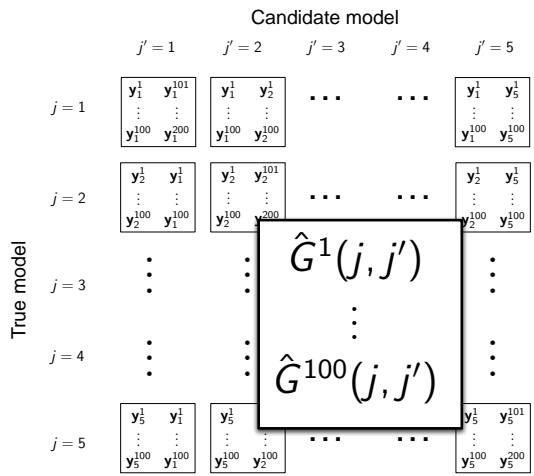 Candidate model
j′ = 1 j′ = 2 j′ = 3 j′ = 4 j′ = 5
j = 1
y₁¹ y₁¹⁰¹ y₁¹ y₂¹ ... ... y₁¹ y₅¹
⋮ ⋮ ⋮ ⋮ ⋮ ⋮
y₁¹⁰⁰ y₁²⁰⁰ y₁¹⁰⁰ y₂¹⁰⁰ y₁¹⁰⁰ y₅¹⁰⁰
j = 2
y₂¹ y₁¹ y₂¹ y₂¹⁰¹ ... ... y₂¹ y₅¹
⋮ ⋮ ⋮ ⋮ ⋮ ⋮
y₂¹⁰⁰ y₁¹⁰⁰ y₂¹⁰⁰ y₂²⁰⁰ y₂¹⁰⁰ y₅¹⁰⁰
True model
j = 3
⋮ ⋮ ⋮
j = 4
⋮ ⋮ ⋮
Ĝ¹(j, j′)
⋮
Ĝ¹⁰⁰(j, j′)
j = 5
y₅¹ y₁¹ y₅¹ y₅¹ y₅¹⁰¹
⋮ ⋮ ⋮ ⋮ ... ... ⋮ ⋮
y₅¹⁰⁰ y₁¹⁰⁰ y₅¹⁰⁰ y₂¹⁰⁰ y₅¹⁰⁰ y₅²⁰⁰